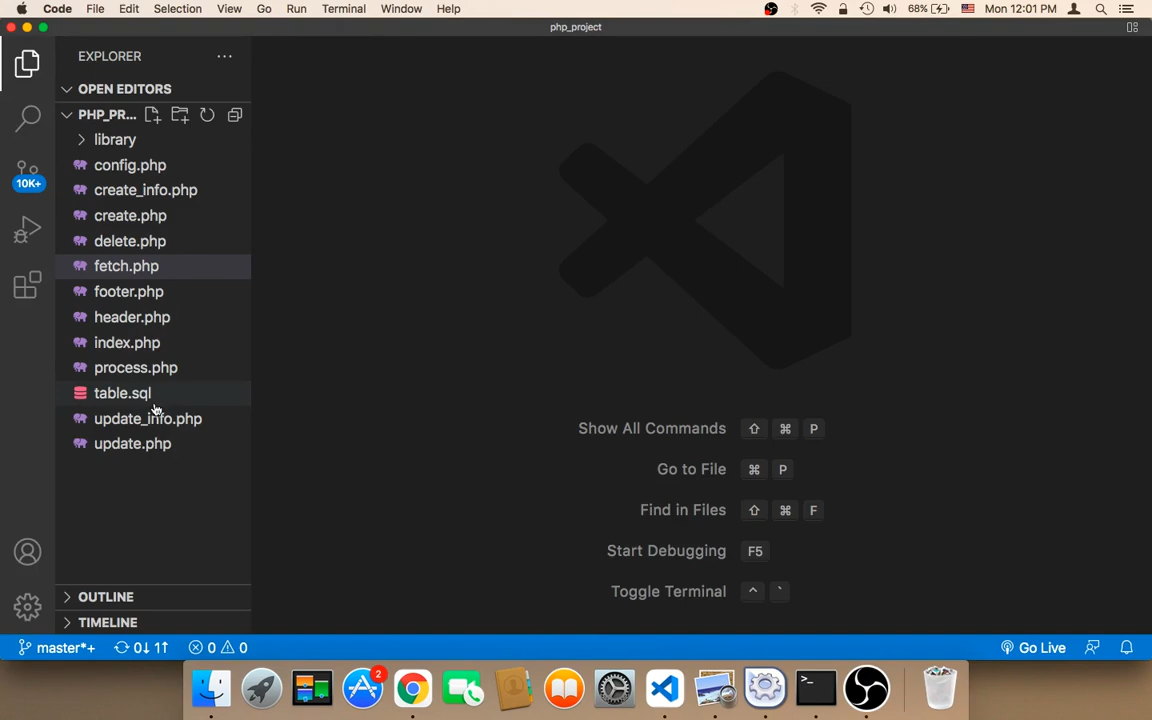 Code File Edit Selection View Go Run Terminal Window Help 68% Mon 12:01 PM
php_project
EXPLORER
OPEN EDITORS
PHP_PR...
library
config.php
create_info.php
create.php
delete.php
fetch.php
footer.php
header.php
index.php
process.php
table.sql
update_info.php
update.php
10K+
Show All Commands ⇧ ⌘ P
Go to File ⌘ P
Find in Files ⇧ ⌘ F
Start Debugging F5
Toggle Terminal ^ `
OUTLINE
TIMELINE
master*+ 0↓ 1↑ 0 0 Go Live
2
>_